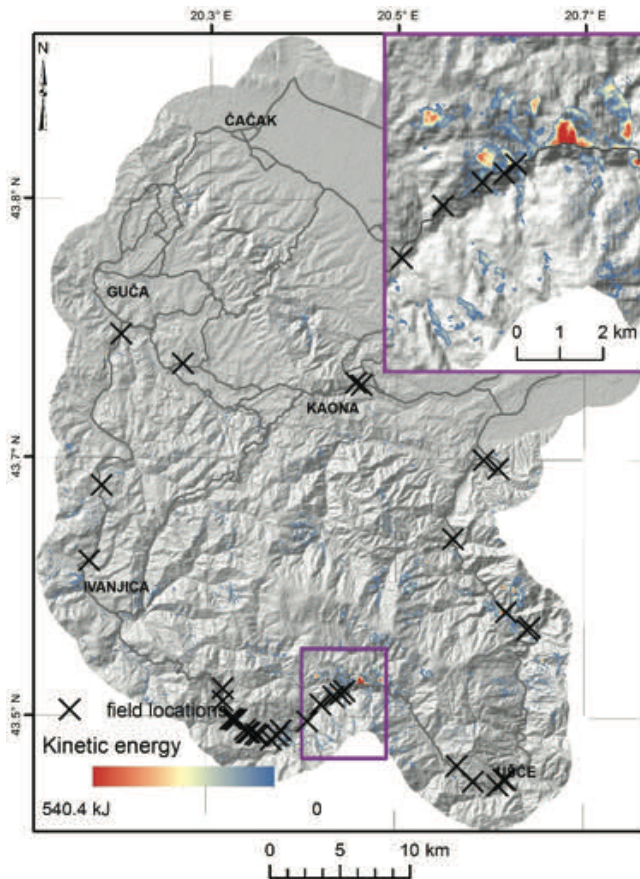 20.3° E
20.5° E
20.7° E
N
ČAČAK
43.8° N
GUČA
0 1 2 km
KAONA
43.7° N
IVANJICA
field locations
43.5° N
Kinetic energy
UŠĆE
540.4 kJ 0
0 5 10 km